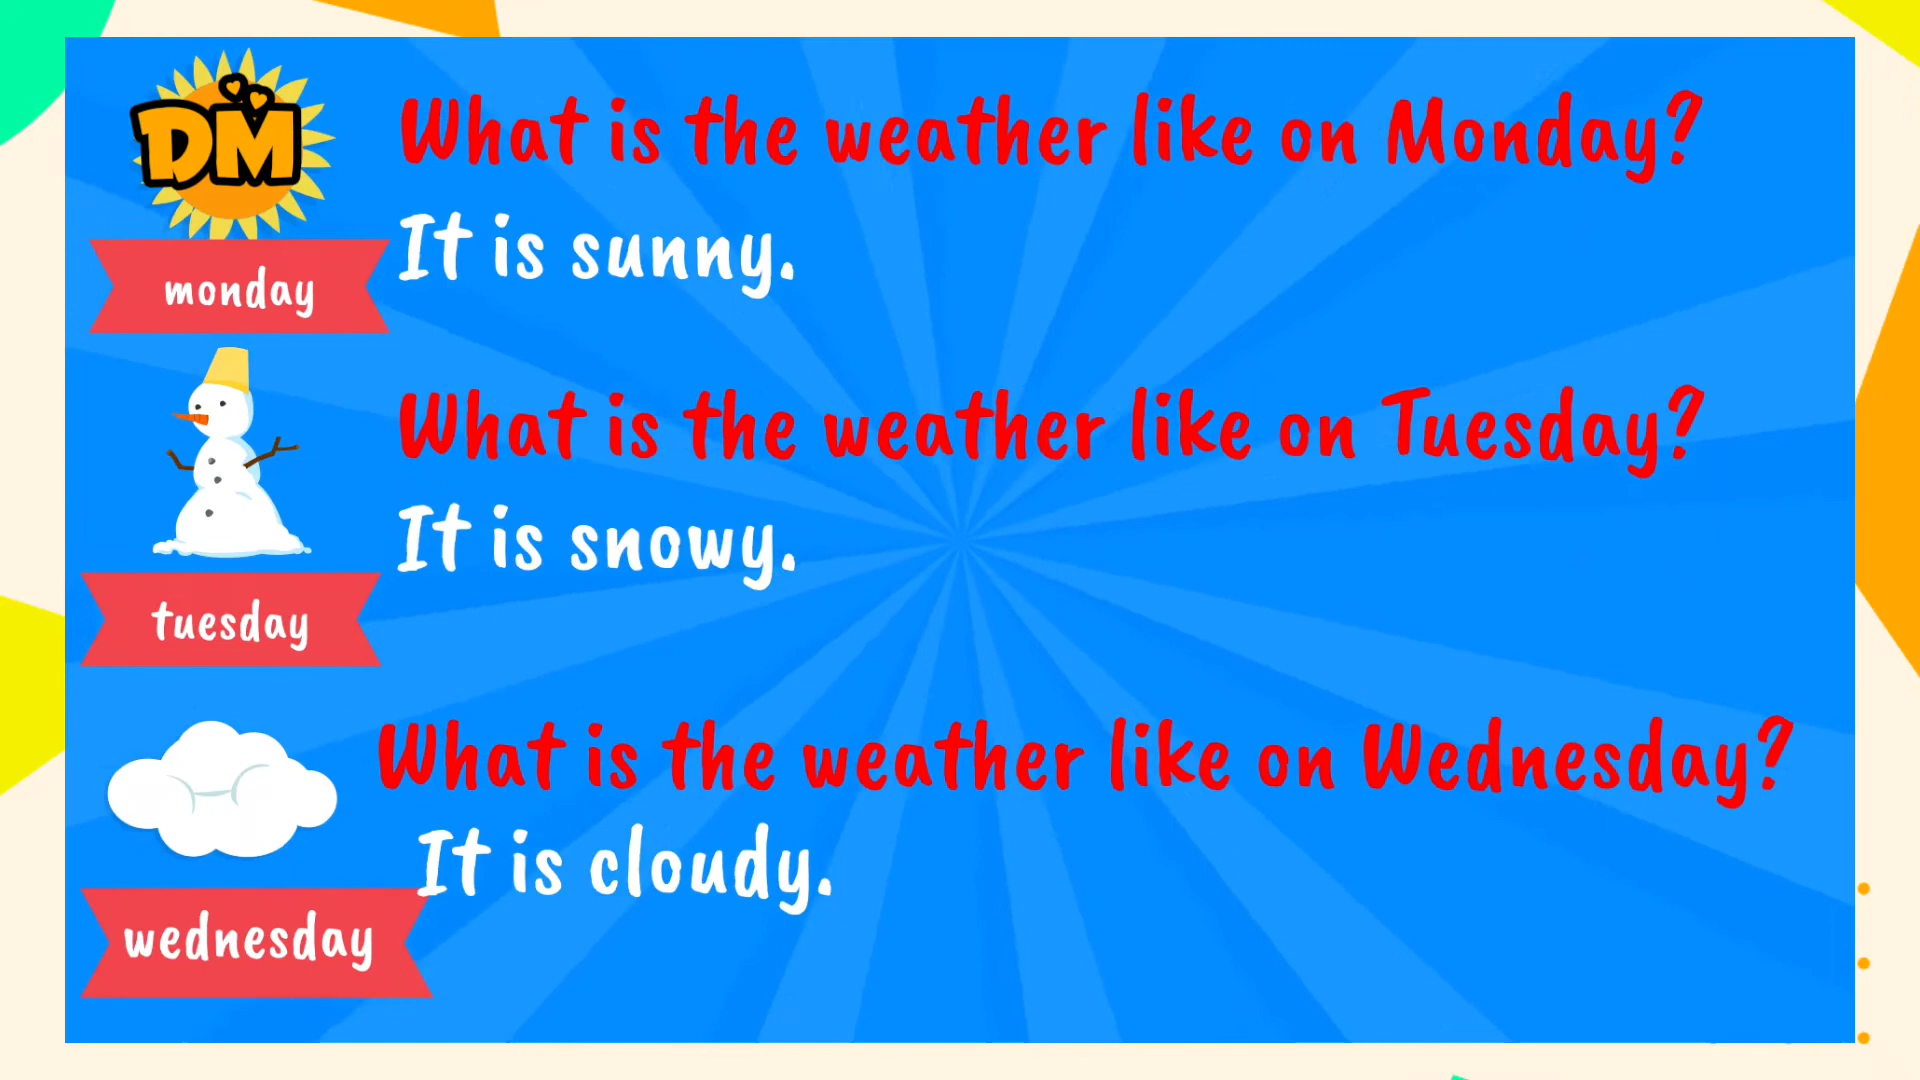 DM
What is the weather like on Monday?
It is sunny.
monday
What is the weather like on Tuesday?
It is snowy.
tuesday
What is the weather like on Wednesday?
It is cloudy.
wednesday